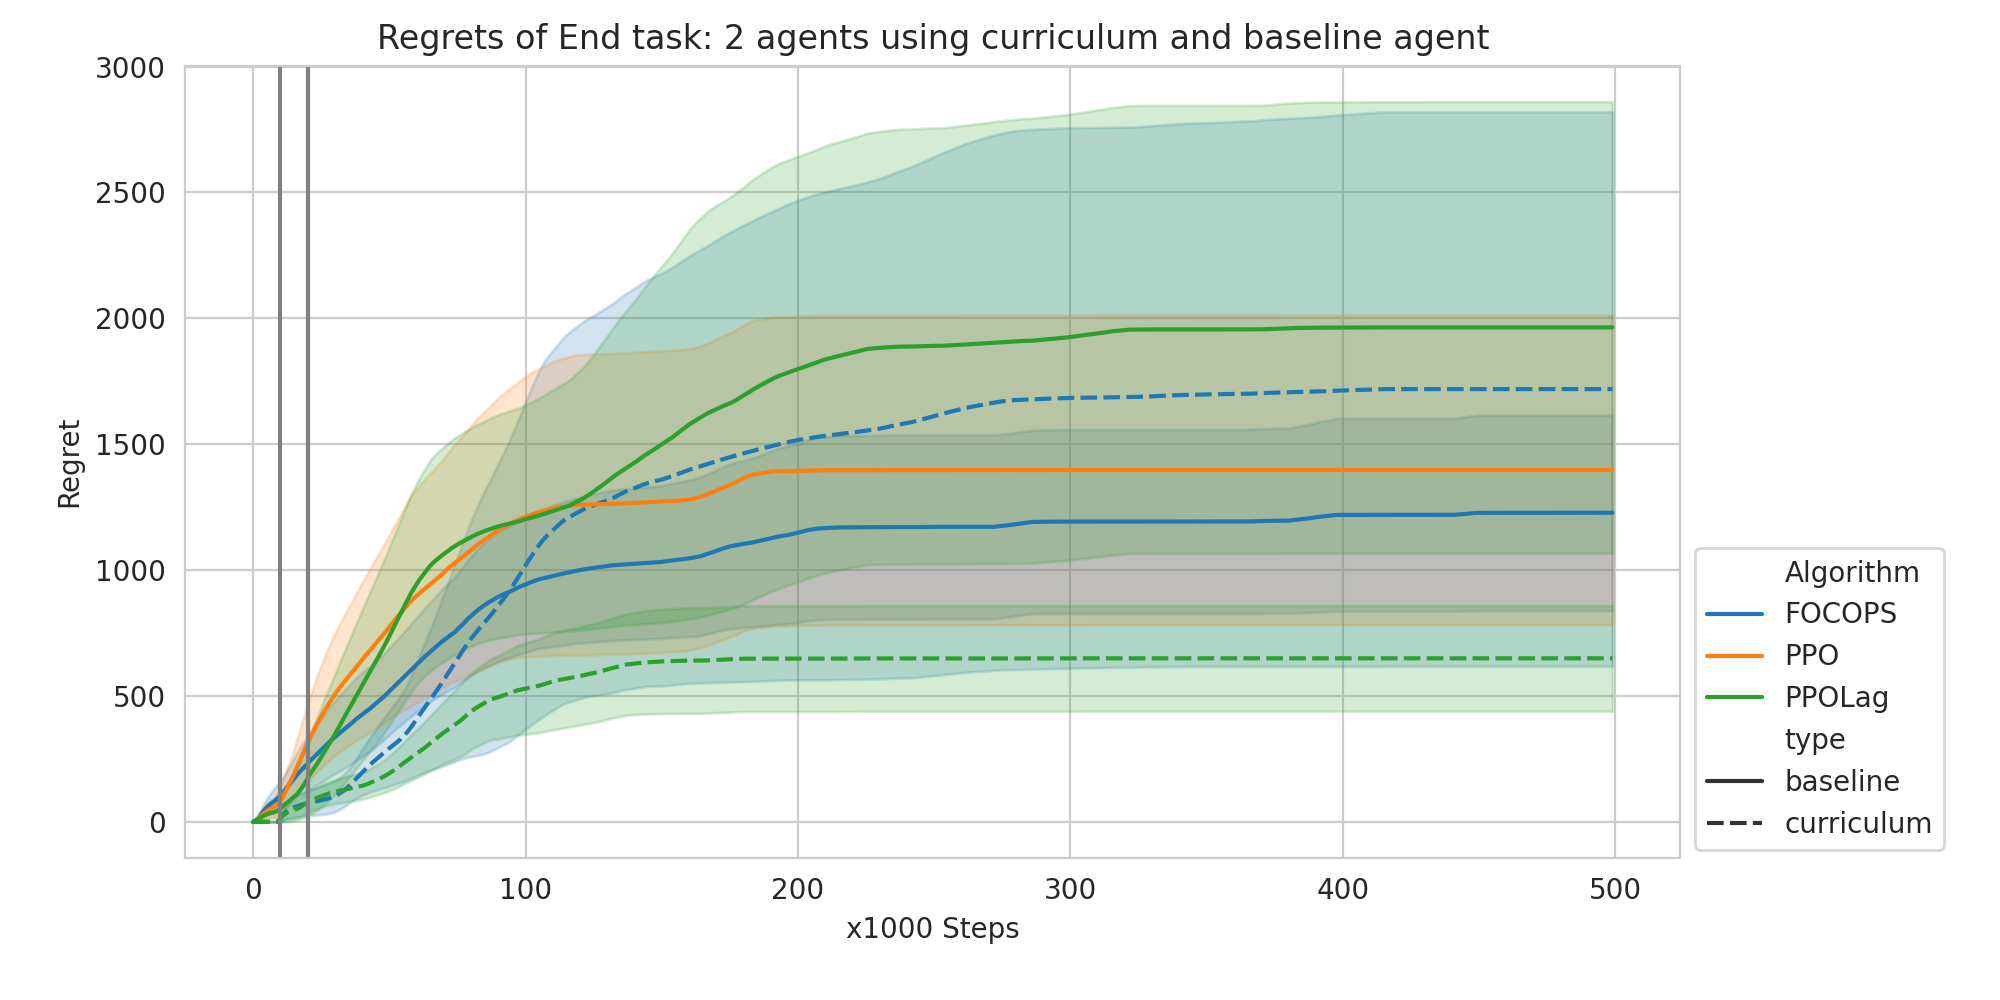 Regrets of End task: 2 agents using curriculum and baseline agent
3000
2500
2000
1500
1000
500
0
Regret
0 100 200 300 400 500
x1000 Steps
Algorithm
FOCOPS
PPO
PPOLag
type
baseline
curriculum